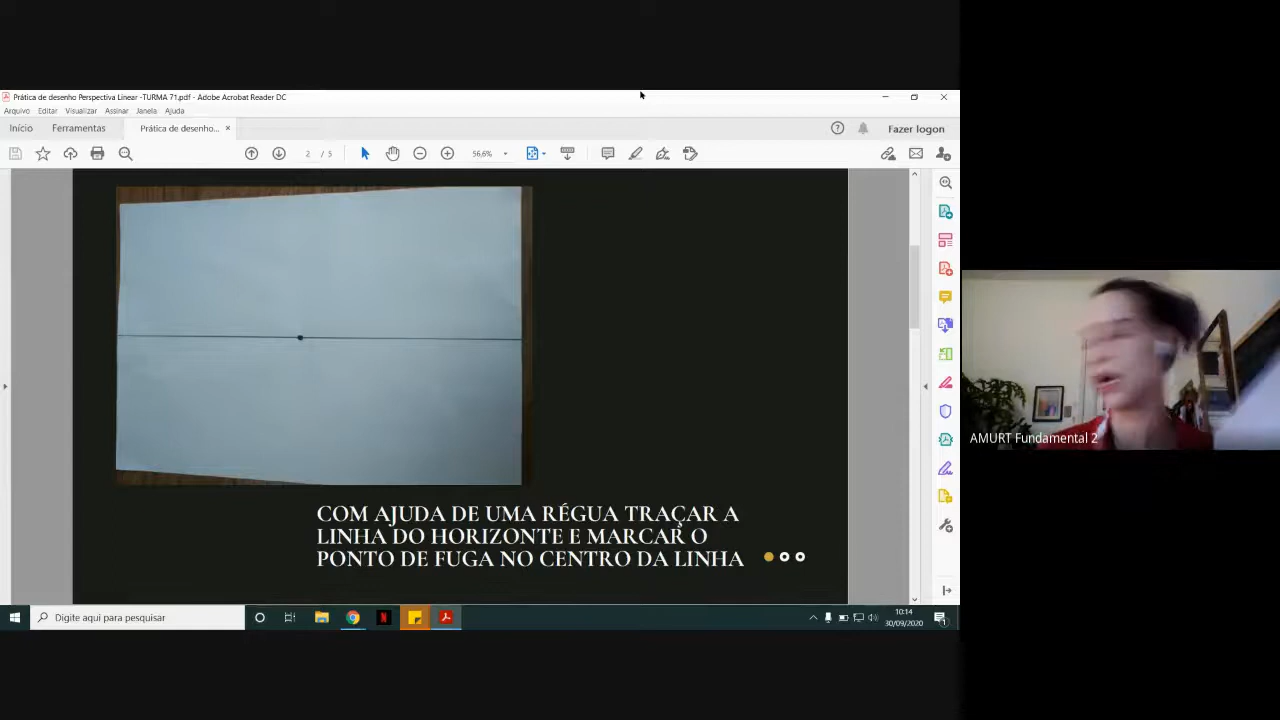 Prática de desenho Perspectiva Linear -TURMA 71.pdf - Adobe Acrobat Reader DC
Arquivo Editar Visualizar Assinar Janela Ajuda
Início Ferramentas Prática de desenho... ×
Fazer logon
2 / 5 56,6%
COM AJUDA DE UMA RÉGUA TRAÇAR A
LINHA DO HORIZONTE E MARCAR O
PONTO DE FUGA NO CENTRO DA LINHA
AMURT Fundamental 2
Digite aqui para pesquisar
10:14
30/09/2020